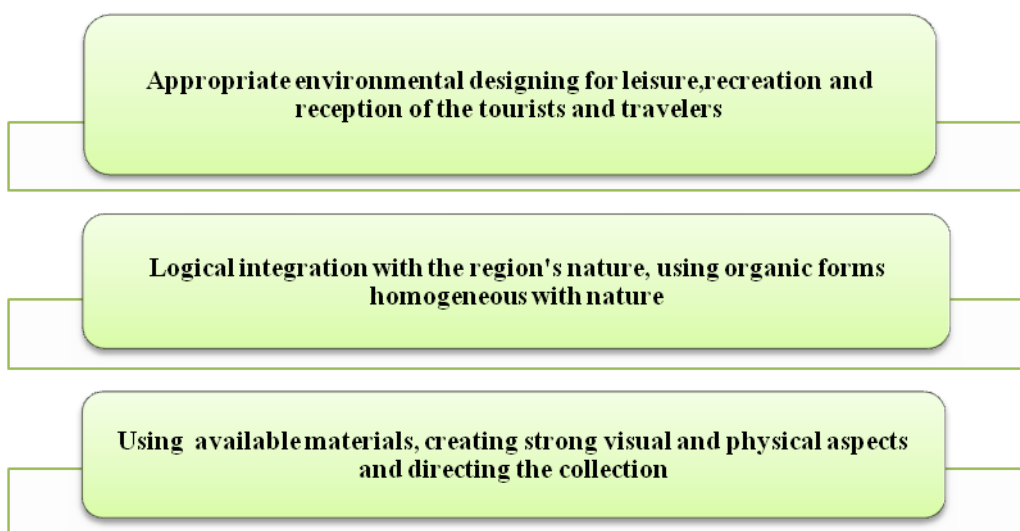 Appropriate environmental designing for leisure,recreation and
reception of the tourists and travelers
Logical integration with the region's nature, using organic forms
homogeneous with nature
Using available materials, creating strong visual and physical aspects
and directing the collection